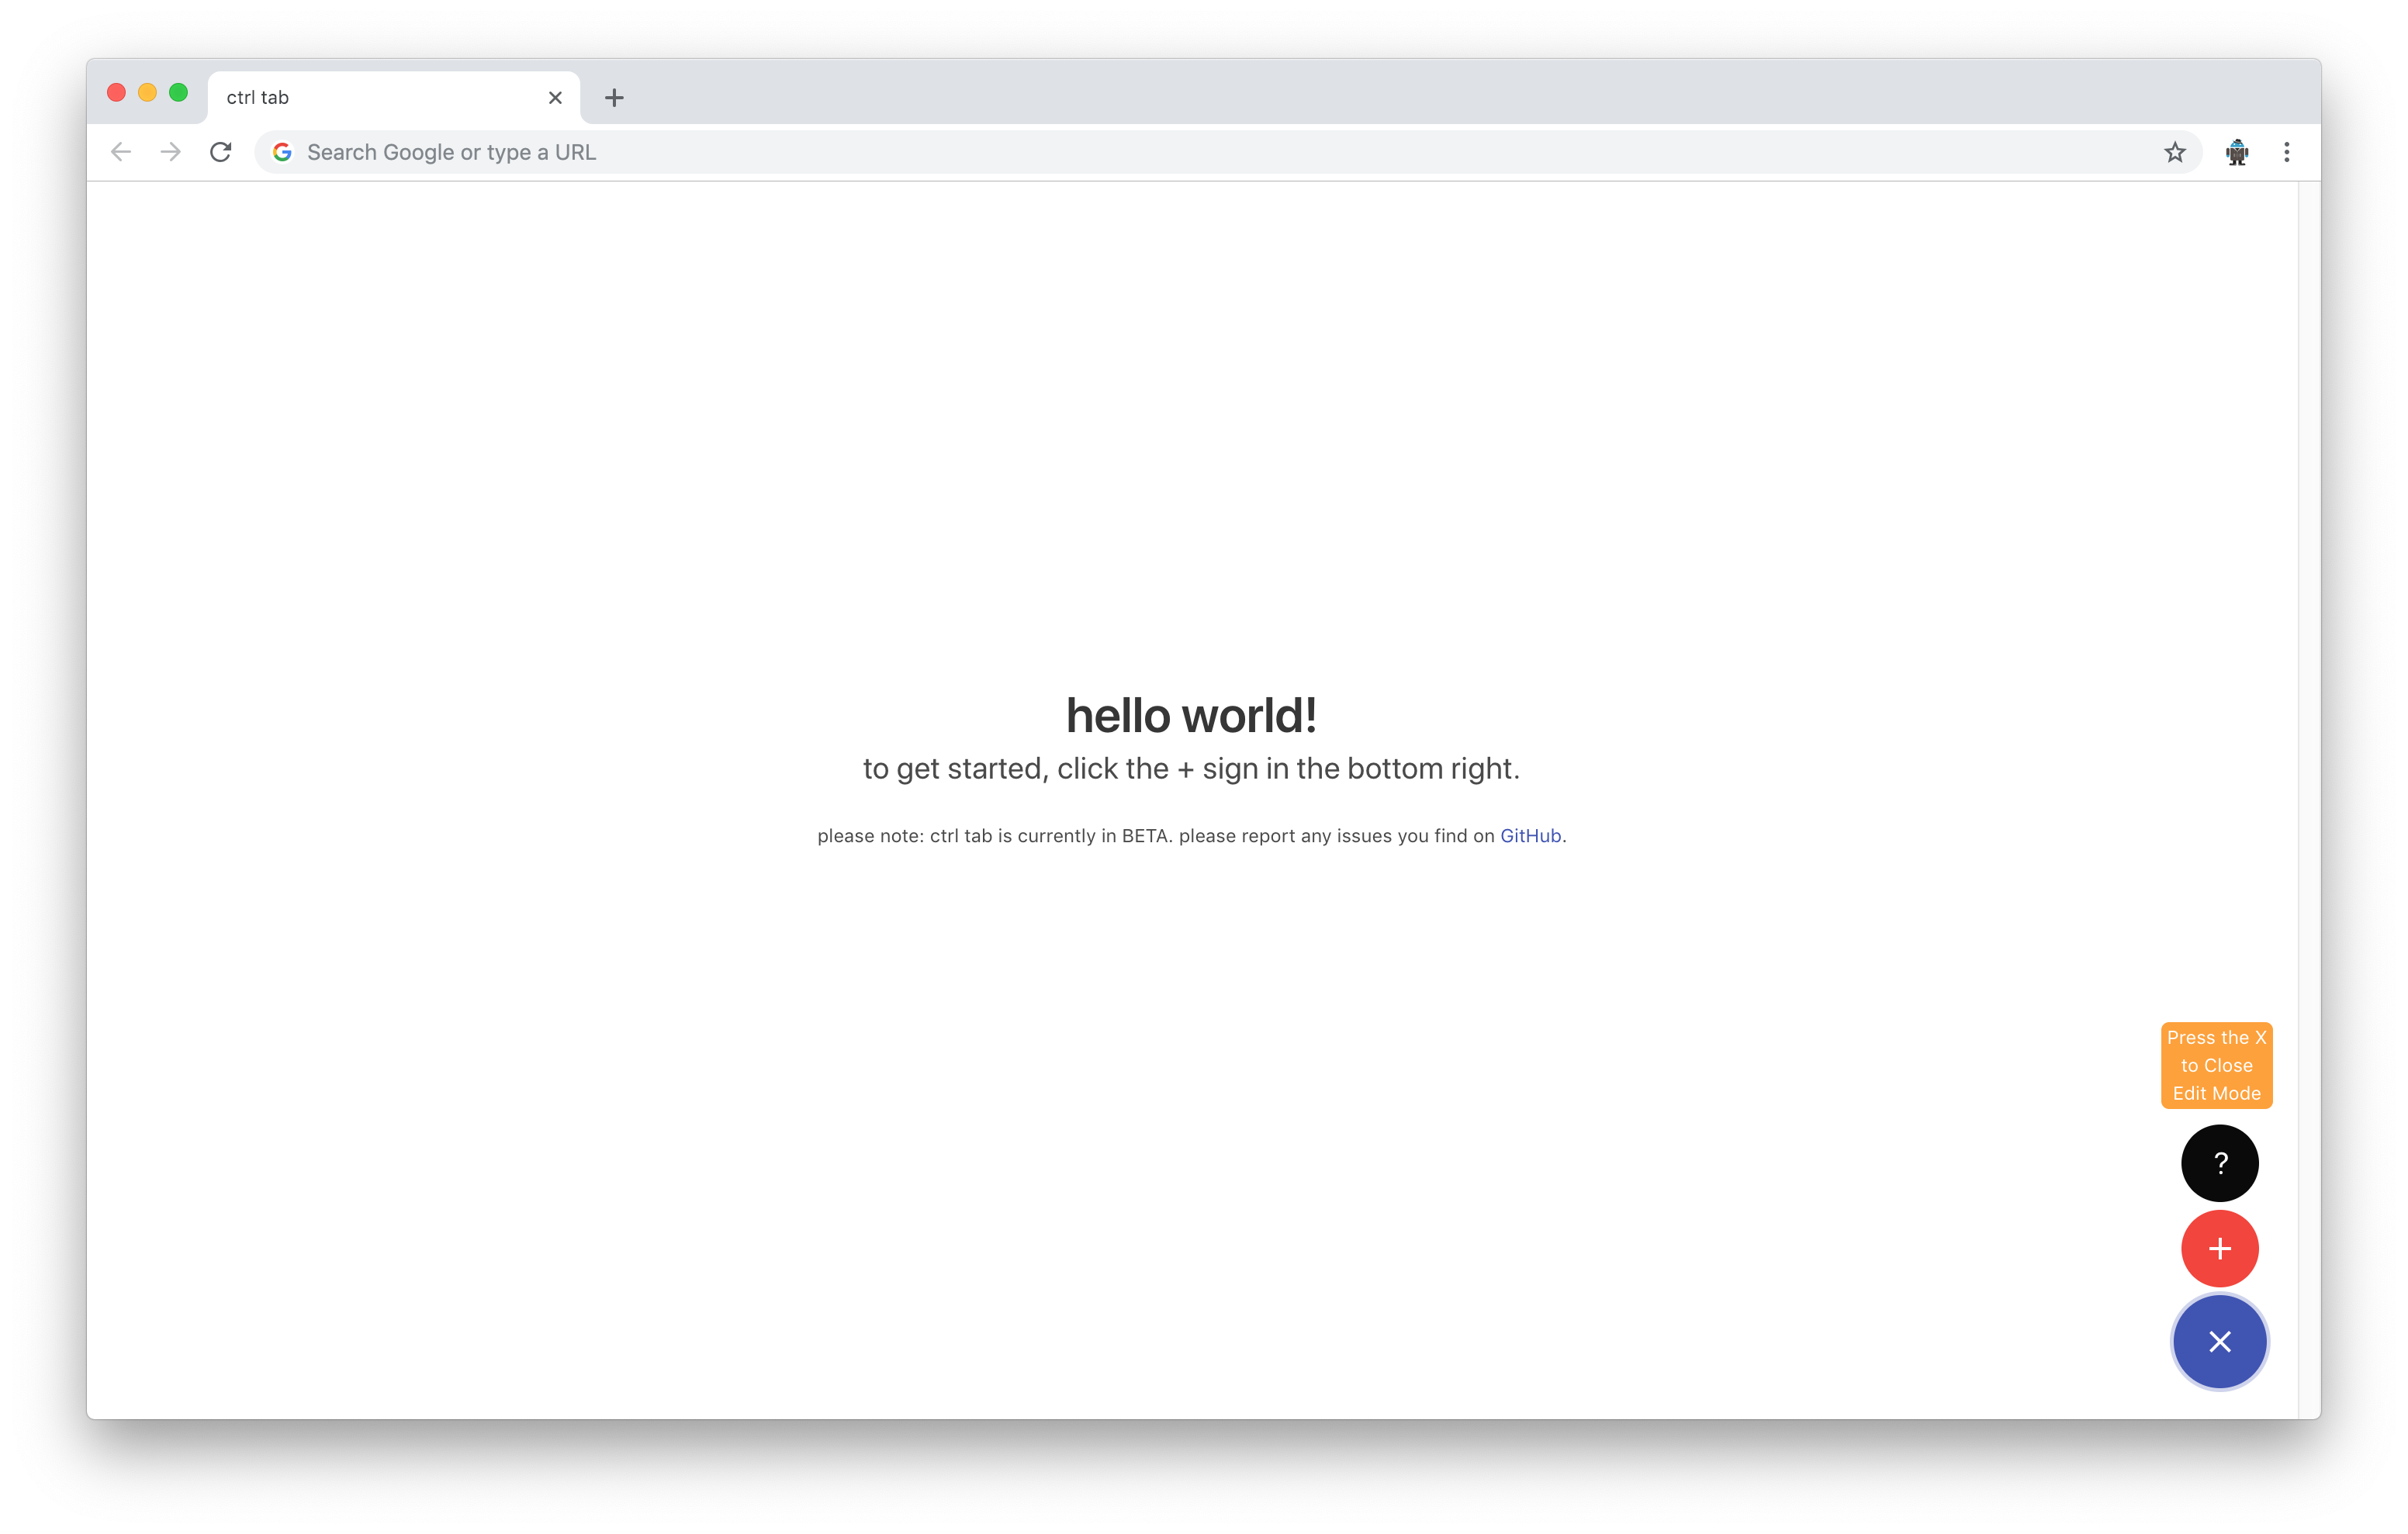 ctrl tab
Search Google or type a URL
hello world!
to get started, click the + sign in the bottom right.
please note: ctrl tab is currently in BETA. please report any issues you find on GitHub.
Press the X
to Close
Edit Mode
?
+